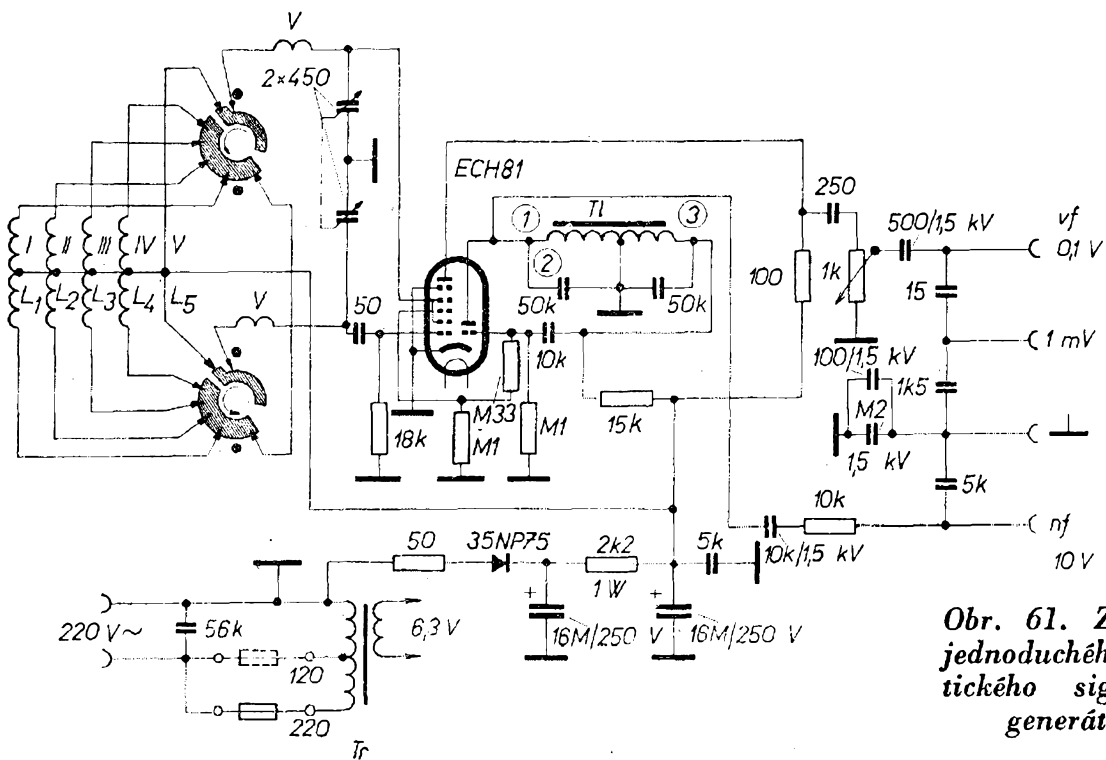 V
2×450
ECH81
Tl
1
2
3
50k
50k
250
500/1,5 kV
vf
0,1 V
100
1k
15
1 mV
100/1,5 kV
1k5
M2
1,5 kV
I
II
III
IV
V
L1
L2
L3
L4
L5
V
50
10k
M33
18k
M1
M1
15k
5k
10k
10k/1,5 kV
nf
10 V
50
35NP75
2k2
1 W
5k
+
16M/250 V
+
16M/250 V
220 V~
56k
6,3 V
120
220
Tr
Obr. 61. Z
jednoduchéh
tického sig
generát